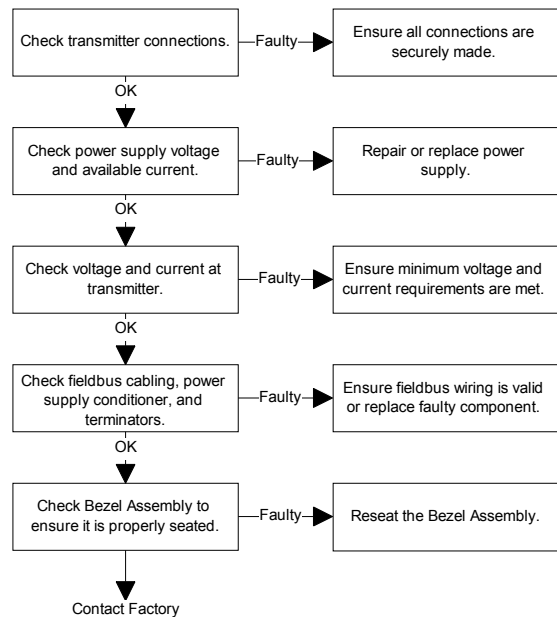 Check transmitter connections.
Faulty
Ensure all connections are
securely made.
OK
Check power supply voltage
and available current.
Faulty
Repair or replace power
supply.
OK
Check voltage and current at
transmitter.
Faulty
Ensure minimum voltage and
current requirements are met.
OK
Check fieldbus cabling, power
supply conditioner, and
terminators.
Faulty
Ensure fieldbus wiring is valid
or replace faulty component.
OK
Check Bezel Assembly to
ensure it is properly seated.
Faulty
Reseat the Bezel Assembly.
Contact Factory